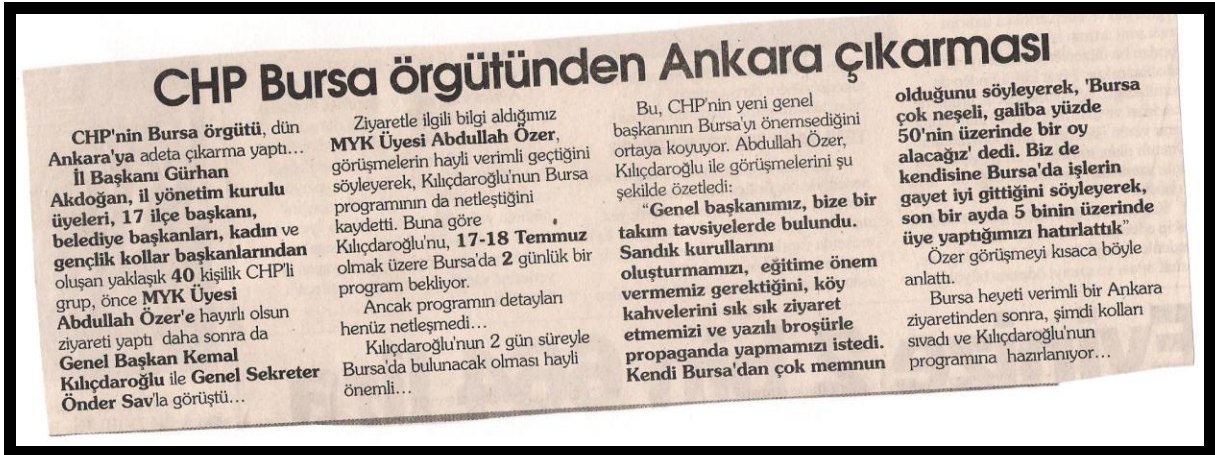 CHP Bursa örgütünden Ankara çıkarması
CHP'nin Bursa örgütü, dün
Ankara'ya adeta çıkarma yaptı...
İl Başkanı Gürhan
Akdoğan, il yönetim kurulu
üyeleri, 17 ilçe başkanı,
belediye başkanları, kadın ve
gençlik kollar başkanlarından
oluşan yaklaşık 40 kişilik CHP'li
grup, önce MYK Üyesi
Abdullah Özer'e hayırlı olsun
ziyareti yaptı daha sonra da
Genel Başkan Kemal
Kılıçdaroğlu ile Genel Sekreter
Önder Sav'la görüştü...
Ziyaretle ilgili bilgi aldığımız
MYK Üyesi Abdullah Özer,
görüşmelerin hayli verimli geçtiğini
söyleyerek, Kılıçdaroğlu'nun Bursa
programının da netleştiğini
kaydetti. Buna göre
Kılıçdaroğlu'nu, 17-18 Temmuz
olmak üzere Bursa'da 2 günlük bir
program bekliyor.
Ancak programın detayları
henüz netleşmedi...
Kılıçdaroğlu'nun 2 gün süreyle
Bursa'da bulunacak olması hayli
önemli...
Bu, CHP'nin yeni genel
başkanının Bursa'yı önemsediğini
ortaya koyuyor. Abdullah Özer,
Kılıçdaroğlu ile görüşmelerini şu
şekilde özetledi:
"Genel başkanımız, bize bir
takım tavsiyelerde bulundu.
Sandık kurullarını
oluşturmamızı, eğitime önem
vermemiz gerektiğini, köy
kahvelerini sık sık ziyaret
etmemizi ve yazılı broşürle
propaganda yapmamızı istedi.
Kendi Bursa'dan çok memnun
olduğunu söyleyerek, 'Bursa
çok neşeli, galiba yüzde
50'nin üzerinde bir oy
alacağız' dedi. Biz de
kendisine Bursa'da işlerin
gayet iyi gittiğini söyleyerek,
son bir ayda 5 binin üzerinde
üye yaptığımızı hatırlattık"
Özer görüşmeyi kısaca böyle
anlattı.
Bursa heyeti verimli bir Ankara
ziyaretinden sonra, şimdi kolları
sıvadı ve Kılıçdaroğlu'nun
programına hazırlanıyor...